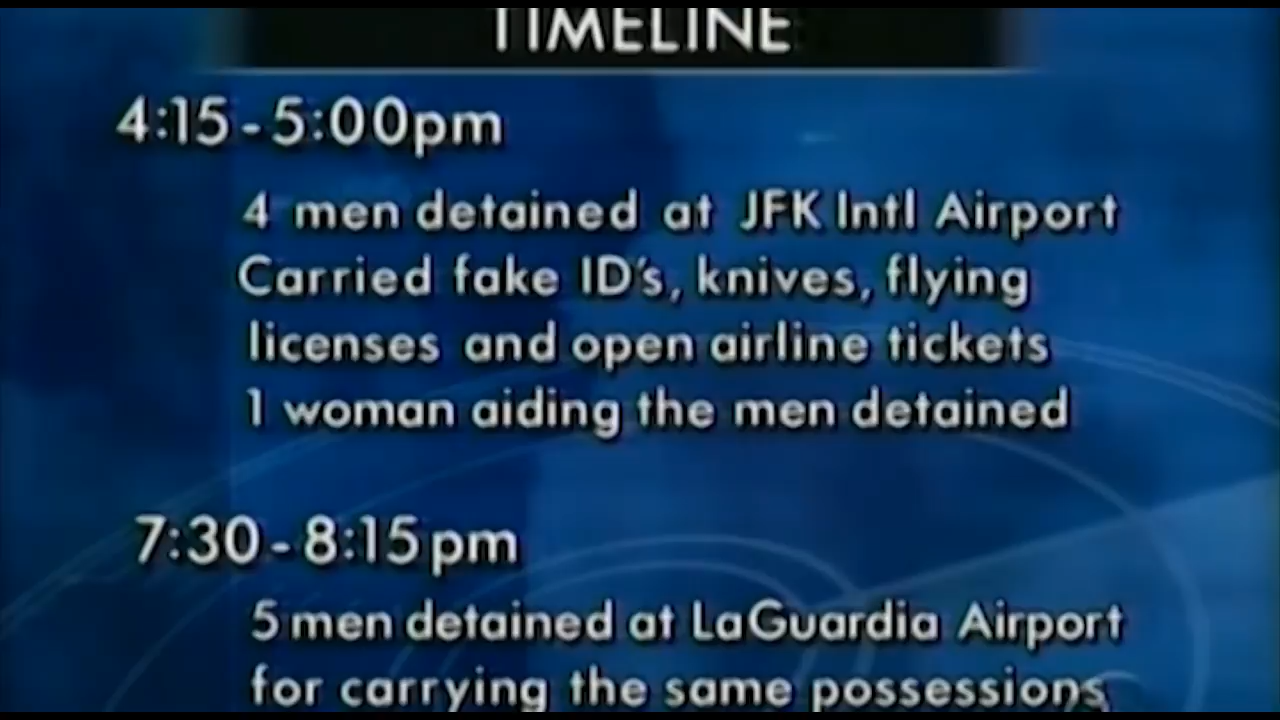 TIMELINE
4:15 - 5:00pm
4 men detained at JFK Intl Airport
Carried fake ID's, knives, flying
licenses and open airline tickets
1 woman aiding the men detained
7:30 - 8:15pm
5 men detained at LaGuardia Airport
for carrying the same possessions